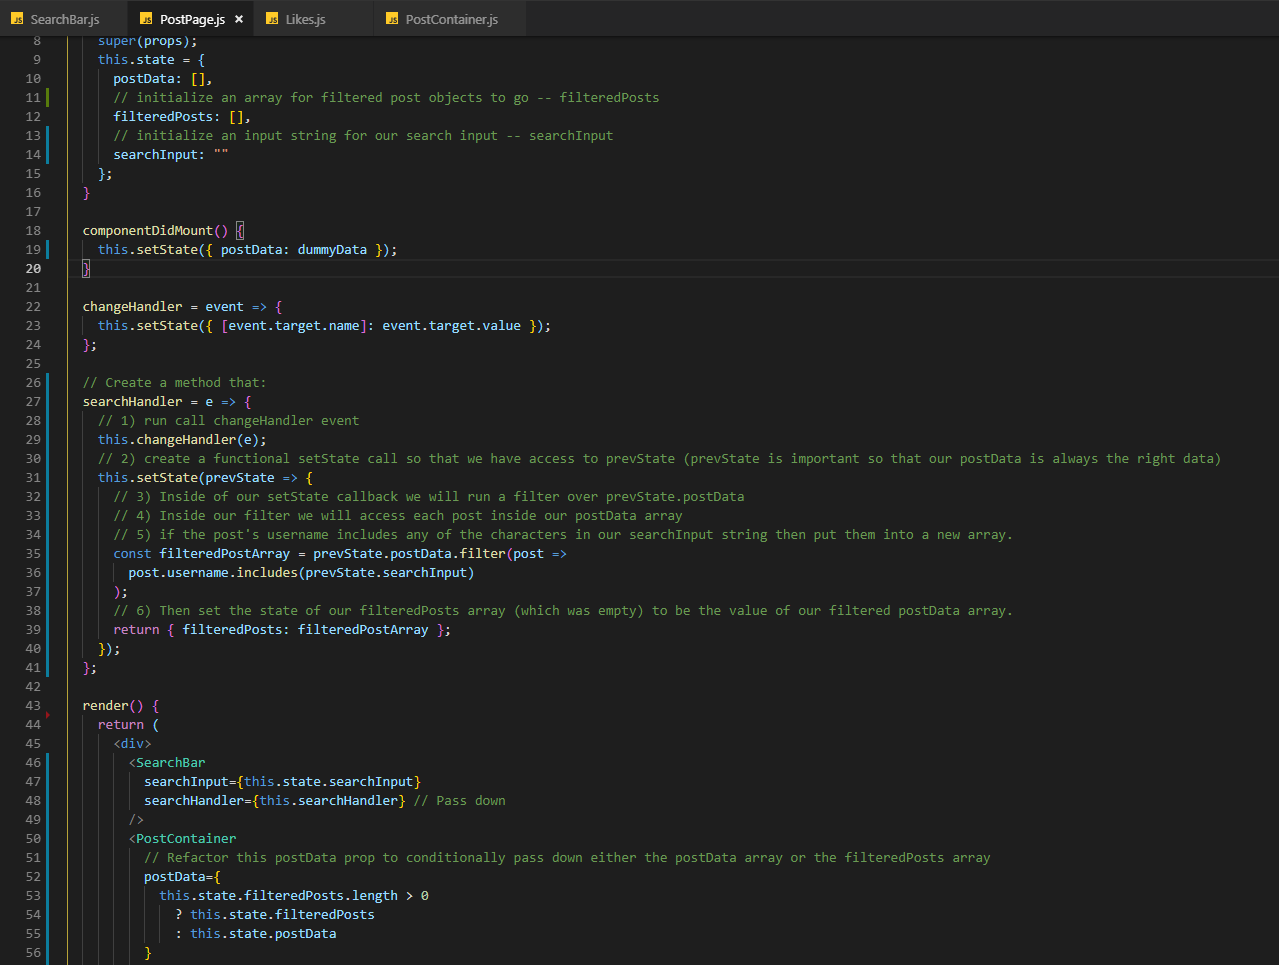 JS SearchBar.js JS PostPage.js × JS Likes.js JS PostContainer.js
8 super(props);
9 this.state = {
10 postData: [],
11 // initialize an array for filtered post objects to go -- filteredPosts
12 filteredPosts: [],
13 // initialize an input string for our search input -- searchInput
14 searchInput: ""
15 };
16 }
17
18 componentDidMount() {
19 this.setState({ postData: dummyData });
20 }
21
22 changeHandler = event => {
23 this.setState({ [event.target.name]: event.target.value });
24 };
25
26 // Create a method that:
27 searchHandler = e => {
28 // 1) run call changeHandler event
29 this.changeHandler(e);
30 // 2) create a functional setState call so that we have access to prevState (prevState is important so that our postData is always the right data)
31 this.setState(prevState => {
32 // 3) Inside of our setState callback we will run a filter over prevState.postData
33 // 4) Inside our filter we will access each post inside our postData array
34 // 5) if the post's username includes any of the characters in our searchInput string then put them into a new array.
35 const filteredPostArray = prevState.postData.filter(post =>
36 post.username.includes(prevState.searchInput)
37 );
38 // 6) Then set the state of our filteredPosts array (which was empty) to be the value of our filtered postData array.
39 return { filteredPosts: filteredPostArray };
40 });
41 };
42
43 render() {
44 return (
45 <div>
46 <SearchBar
47 searchInput={this.state.searchInput}
48 searchHandler={this.searchHandler} // Pass down
49 />
50 <PostContainer
51 // Refactor this postData prop to conditionally pass down either the postData array or the filteredPosts array
52 postData={
53 this.state.filteredPosts.length > 0
54 ? this.state.filteredPosts
55 : this.state.postData
56 }